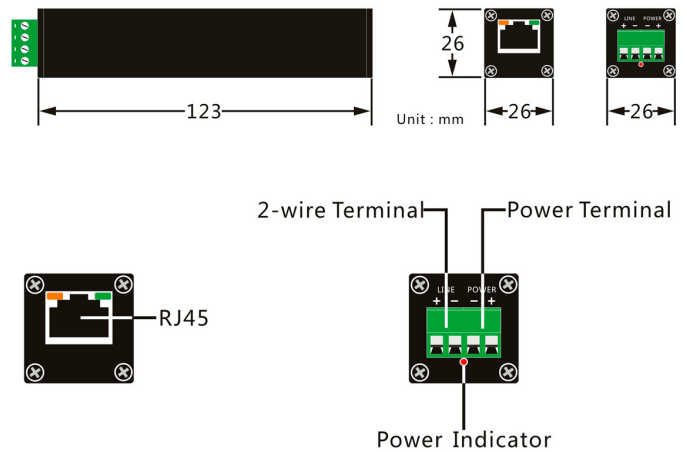 26
LINE POWER
+ − − +
123
Unit : mm
26
26
2-wire Terminal
Power Terminal
LINE POWER
+ − − +
RJ45
Power Indicator